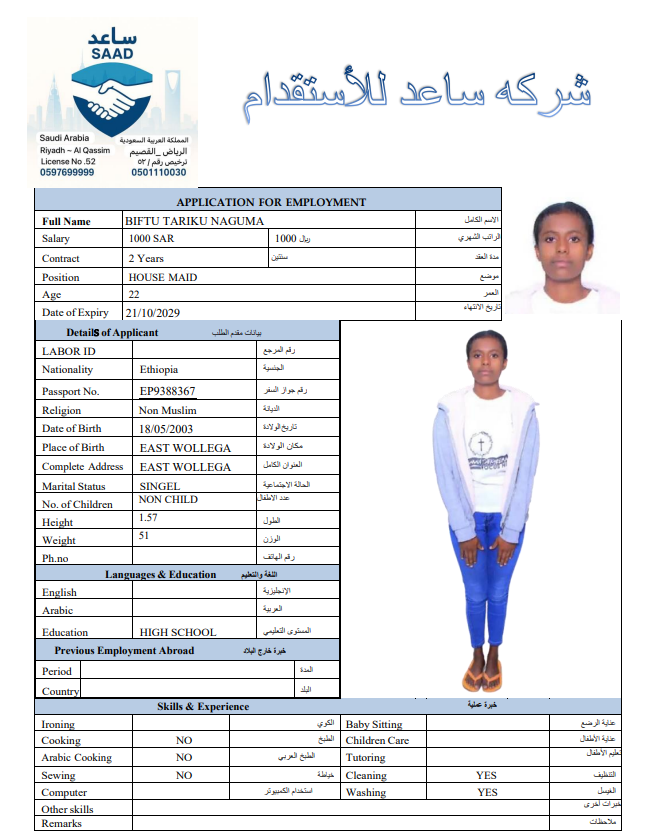 ساعد
SAAD
Saudi Arabia المملكة العربية السعودية
Riyadh – Al Qassim الرياض _القصيم
License No .52 ترخيص رقم / ٥٢
0597699999 0501110030
شركه ساعد للأستقدام
APPLICATION FOR EMPLOYMENT
Full Name BIFTU TARIKU NAGUMA الاسم الكامل
Salary 1000 SAR 1000 ريال الراتب الشهري
Contract 2 Years سنتين مدة العقد
Position HOUSE MAID موضع
Age 22 العمر
Date of Expiry 21/10/2029 تاريخ الانتهاء
Details of Applicant بيانات مقدم الطلب
LABOR ID رقم المرجع
Nationality Ethiopia الجنسية
Passport No. EP9388367 رقم جواز السفر
Religion Non Muslim الديانة
Date of Birth 18/05/2003 تاريخ الولادة
Place of Birth EAST WOLLEGA مكان الولادة
Complete Address EAST WOLLEGA العنوان الكامل
Marital Status SINGEL الحالة الاجتماعية
No. of Children NON CHILD عدد الاطفال
Height 1.57 الطول
Weight 51 الوزن
Ph.no رقم الهاتف
Languages & Education اللغة والتعليم
English الإنجليزية
Arabic العربية
Education HIGH SCHOOL المستوى التعليمي
Previous Employment Abroad خبرة خارج البلاد
Period المدة
Country البلد
Skills & Experience خبرة عملية
Ironing الكوي Baby Sitting عناية الرضع
Cooking NO الطبخ Children Care عناية الأطفال
Arabic Cooking NO الطبخ العربي Tutoring تعليم الأطفال
Sewing NO خياطة Cleaning YES التنظيف
Computer استخدام الكمبيوتر Washing YES الغيسل
Other skills خبرات اخرى
Remarks ملاحظات